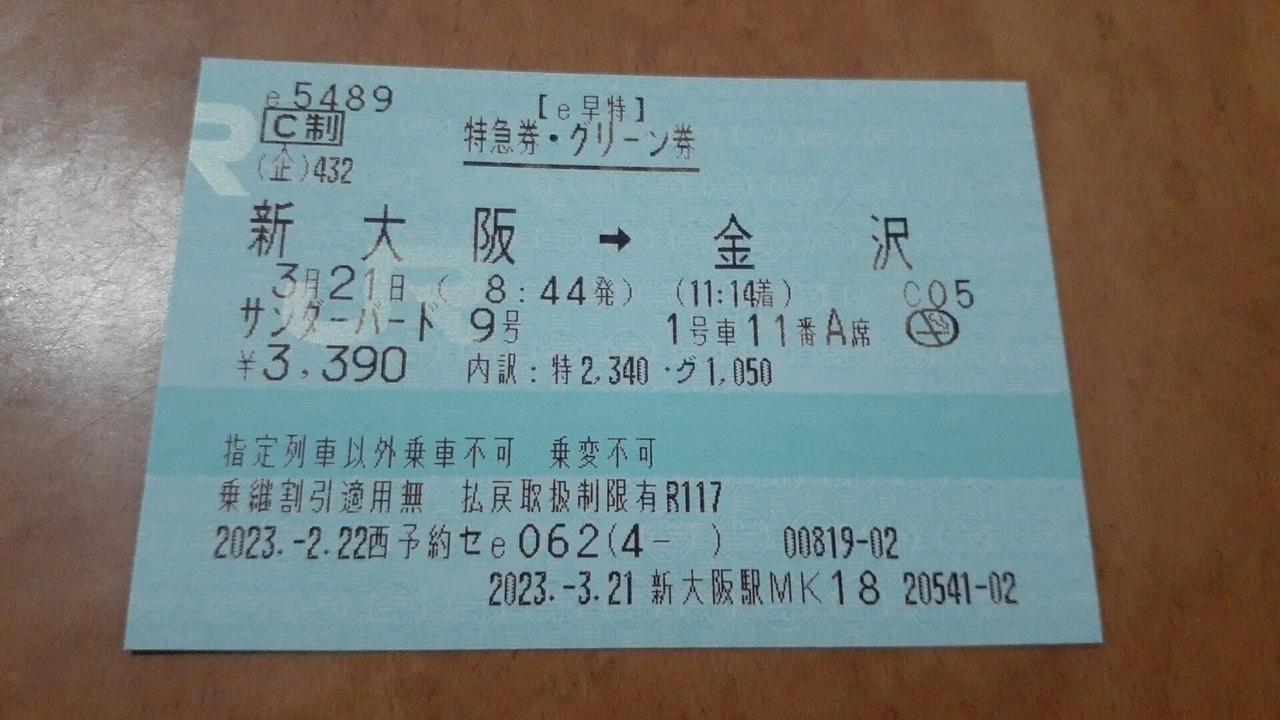 e5489
【e早特】
C制
特急券・グリーン券
(企)432
新大阪 ➡ 金沢
3月21日 ( 8:44発) (11:14着) C05
サンダーバード 9号 1号車11番A席
¥3,390 内訳:特2,340・グ1,050
指定列車以外乗車不可 乗変不可
乗継割引適用無 払戻取扱制限有R117
2023.-2.22西予約セe062(4- ) 00819-02
2023.-3.21 新大阪駅MK18 20541-02